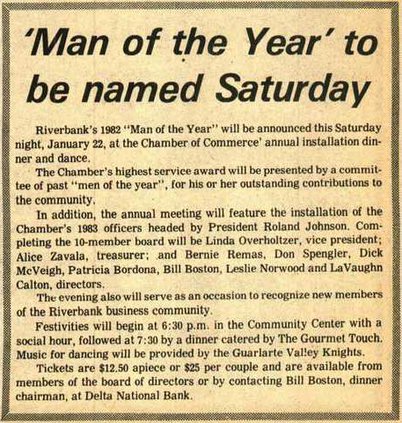 'Man of the Year' to
be named Saturday
Riverbank's 1982 "Man of the Year" will be announced this Saturday
night, January 22, at the Chamber of Commerce' annual installation din-
ner and dance.
The Chamber's highest service award will be presented by a commit-
tee of past "men of the year", for his or her outstanding contributions to
the community.
In addition, the annual meeting will feature the installation of the
Chamber's 1983 officers headed by President Roland Johnson. Com-
pleting the 10-member board will be Linda Overholtzer, vice president;
Alice Zavala, treasurer; and Bernie Remas, Don Spengler, Dick
McVeigh, Patricia Bordona, Bill Boston, Leslie Norwood and LaVaughn
Calton, directors.
The evening also will serve as an occasion to recognize new members
of the Riverbank business community.
Festivities will begin at 6:30 p.m. in the Community Center with a
social hour, followed at 7:30 by a dinner catered by The Gourmet Touch.
Music for dancing will be provided by the Guarlarte Valley Knights.
Tickets are $12.50 apiece or $25 per couple and are available from
members of the board of directors or by contacting Bill Boston, dinner
chairman, at Delta National Bank.